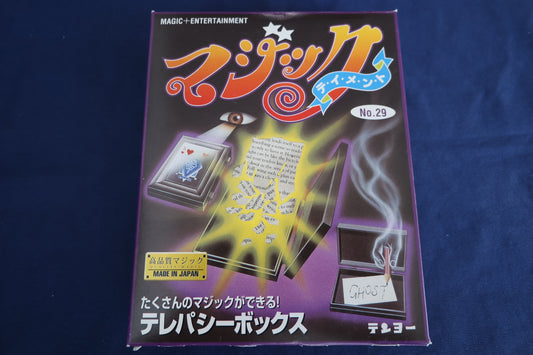 MAGIC+ENTERTAINMENT
マジック
テ・イ・メ・ン・ト
No.29
高品質マジック
MADE IN JAPAN
GHOST
たくさんのマジックができる!
テレパシーボックス
テンヨー